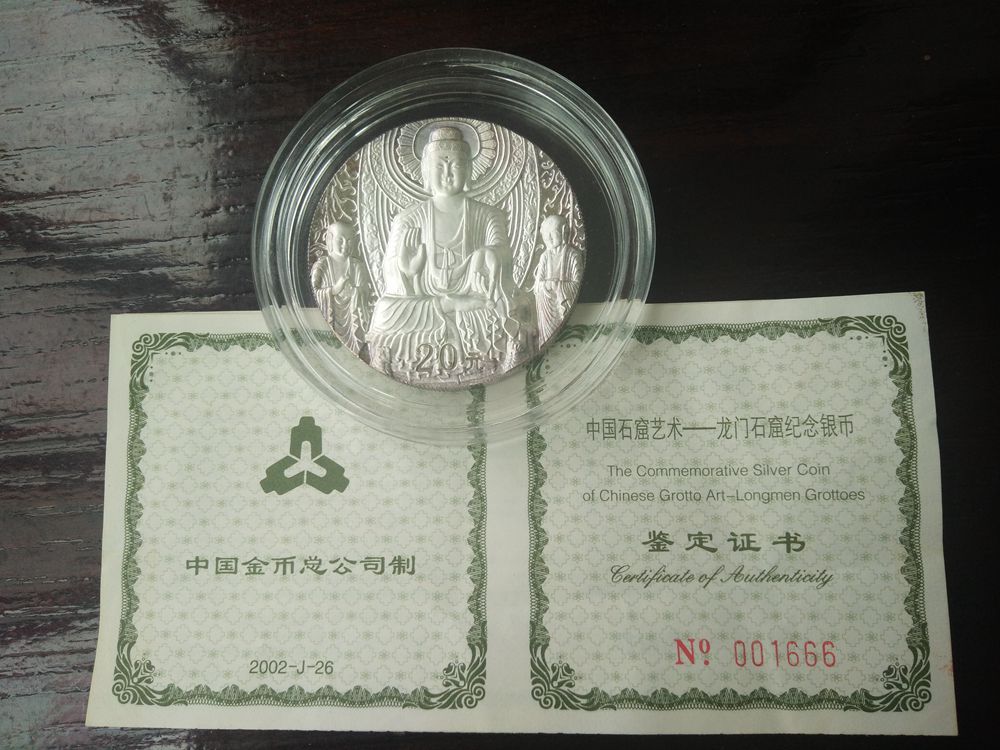 20元
中国金币总公司制
2002-J-26
中国石窟艺术——龙门石窟纪念银币
The Commemorative Silver Coin
of Chinese Grotto Art-Longmen Grottoes
鉴定证书
Certificate of Authenticity
Nº 001666